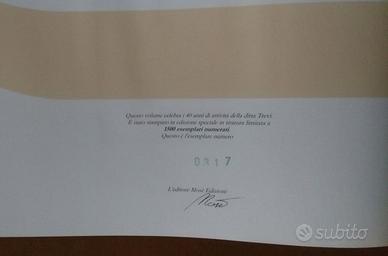 Questo volume celebra i 40 anni di attività della ditta Trevi.
È stato stampato in edizione speciale in tiratura limitata a
1500 esemplari numerati.
Questo è l'esemplare numero
0817
L'editore Mosè Edizioni
Mosè
subito